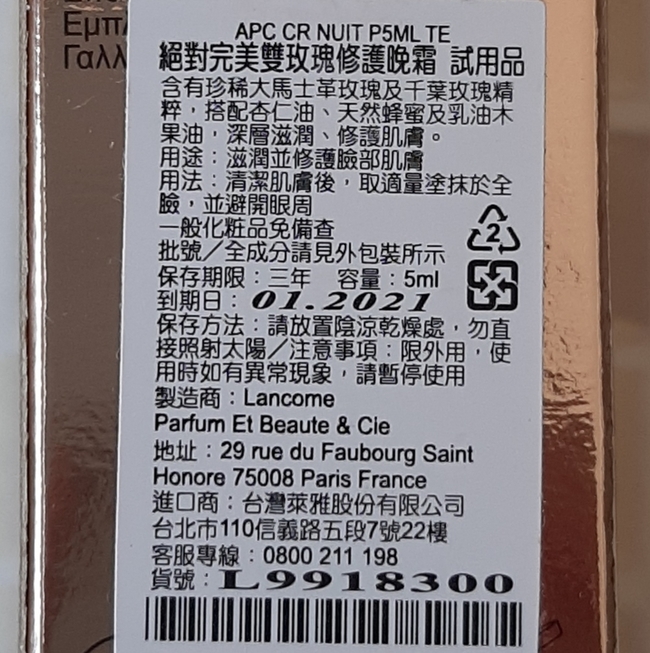 Εμπ
Γαλλ
APC CR NUIT P5ML TE
絕對完美雙玫瑰修護晚霜 試用品
含有珍稀大馬士革玫瑰及千葉玫瑰精
粹，搭配杏仁油、天然蜂蜜及乳油木
果油，深層滋潤、修護肌膚。
用途：滋潤並修護臉部肌膚
用法：清潔肌膚後，取適量塗抹於全
臉，並避開眼周
一般化粧品免備查
批號／全成分請見外包裝所示
保存期限：三年 容量：5ml
到期日：01.2021
保存方法：請放置陰涼乾燥處，勿直
接照射太陽／注意事項：限外用，使
用時如有異常現象，請暫停使用
製造商：Lancome
Parfum Et Beaute & Cie
地址：29 rue du Faubourg Saint
Honore 75008 Paris France
進口商：台灣萊雅股份有限公司
台北市110信義路五段7號22樓
客服專線：0800 211 198
貨號：L9918300
2